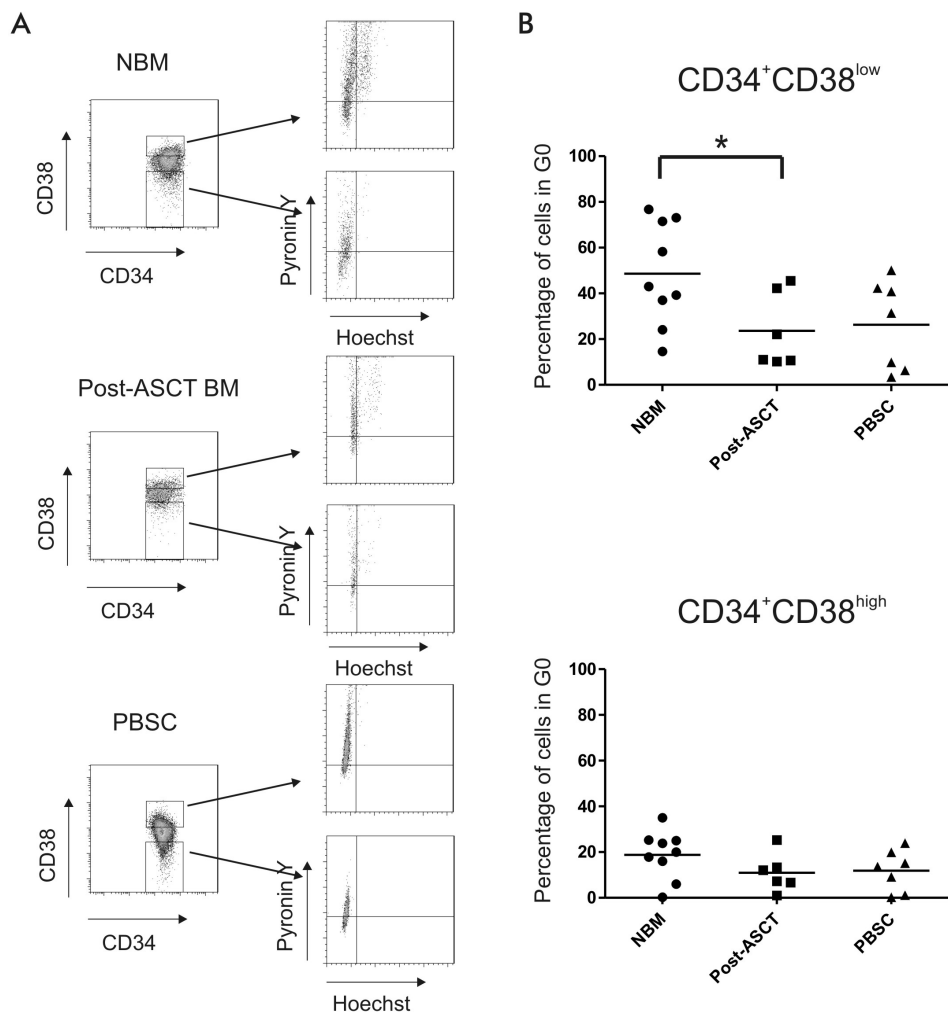 A
NBM
CD38
CD34
Pyronin Y
Hoechst
Post-ASCT BM
CD38
CD34
Pyronin Y
Hoechst
PBSC
CD38
CD34
Pyronin Y
Hoechst
B
CD34⁺CD38ˡᵒʷ
*
Percentage of cells in G0
100
80
60
40
20
0
NBM
Post-ASCT
PBSC
CD34⁺CD38ʰⁱᵍʰ
Percentage of cells in G0
100
80
60
40
20
0
NBM
Post-ASCT
PBSC